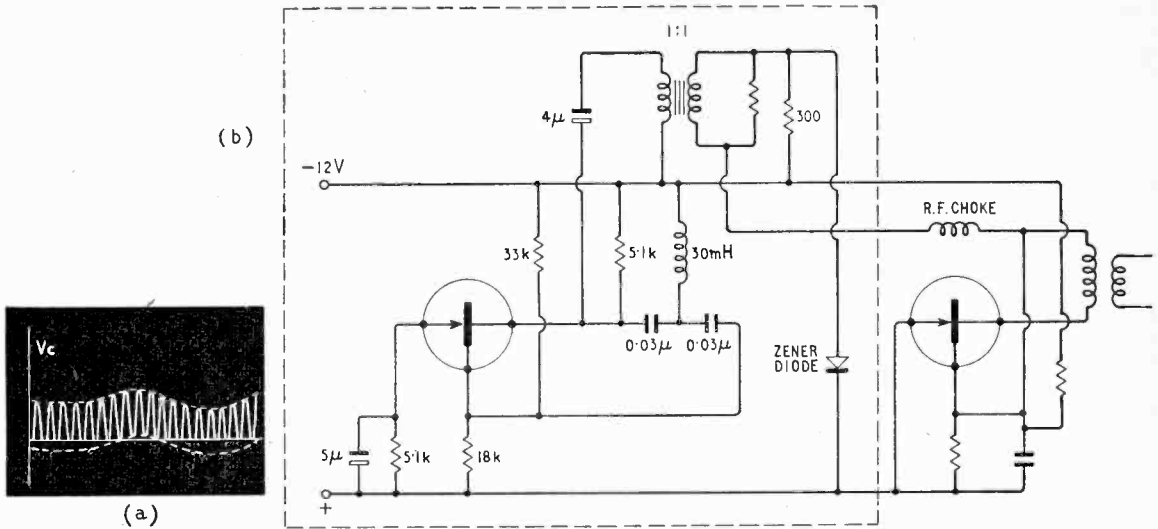 1:1
(b)
4μ
300
−12V
R.F. CHOKE
33k
5·1k
30mH
Vc
0·03μ
0·03μ
ZENER
DIODE
5μ
5·1k
18k
+
(a)